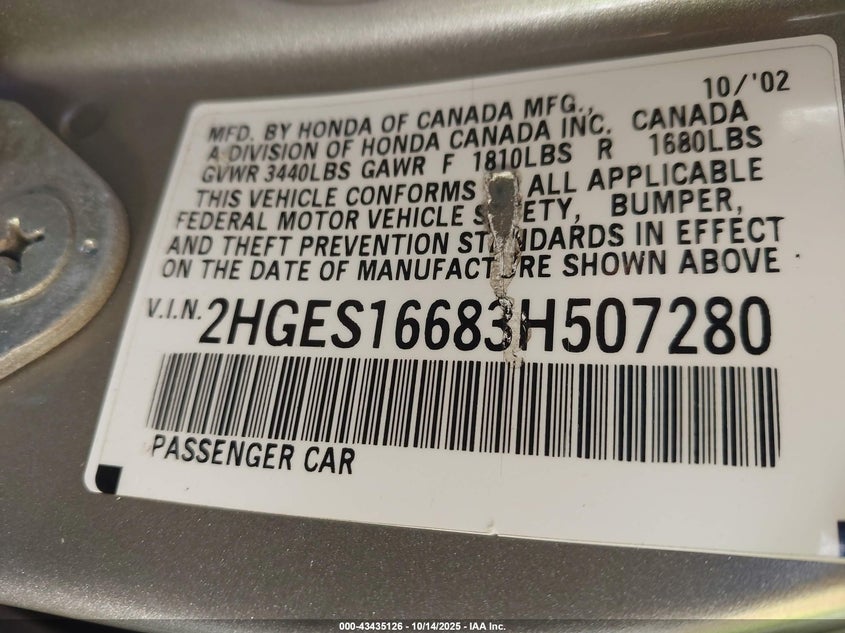 10/'02
MFD. BY HONDA OF CANADA MFG.,
A DIVISION OF HONDA CANADA INC. CANADA
GVWR 3440LBS GAWR F 1810LBS R 1680LBS
THIS VEHICLE CONFORMS ALL APPLICABLE
FEDERAL MOTOR VEHICLE BUMPER,
AND THEFT PREVENTION IN EFFECT
ON THE DATE OF MANUFACTURE SHOWN ABOVE
V.I.N. 2HGES16683H507280
PASSENGER CAR
000-43435126 - 10/14/2025 - IAA Inc.